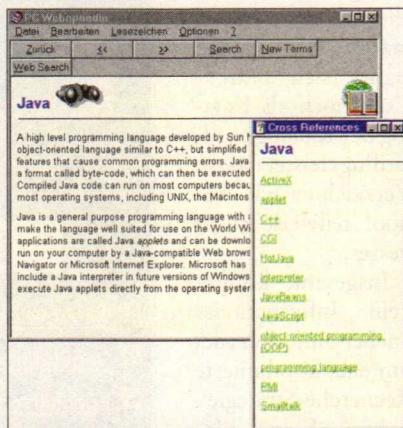 PC Webopaedia
Datei Bearbeiten Lesezeichen Optionen ?
Zurück << >> Search New Terms
Web Search
Java
A high level programming language developed by Sun
object-oriented language similar to C++, but simplified
features that cause common programming errors. Java
a format called byte-code, which can then be executed
Compiled Java code can run on most computers becau
most operating systems, including UNIX, the Macintos
Java is a general purpose programming language with
make the language well suited for use on the World Wi
applications are called Java applets and can be downlo
run on your computer by a Java-compatible Web brows
Navigator or Microsoft Internet Explorer. Microsoft has
include a Java interpreter in future versions of Windows
execute Java applets directly from the operating syster
Cross References
Java
ActiveX
applet
C++
CGI
HotJava
interpreter
JavaBeans
JavaScript
object oriented programming
(OOP)
programming language
RMI
Smalltalk